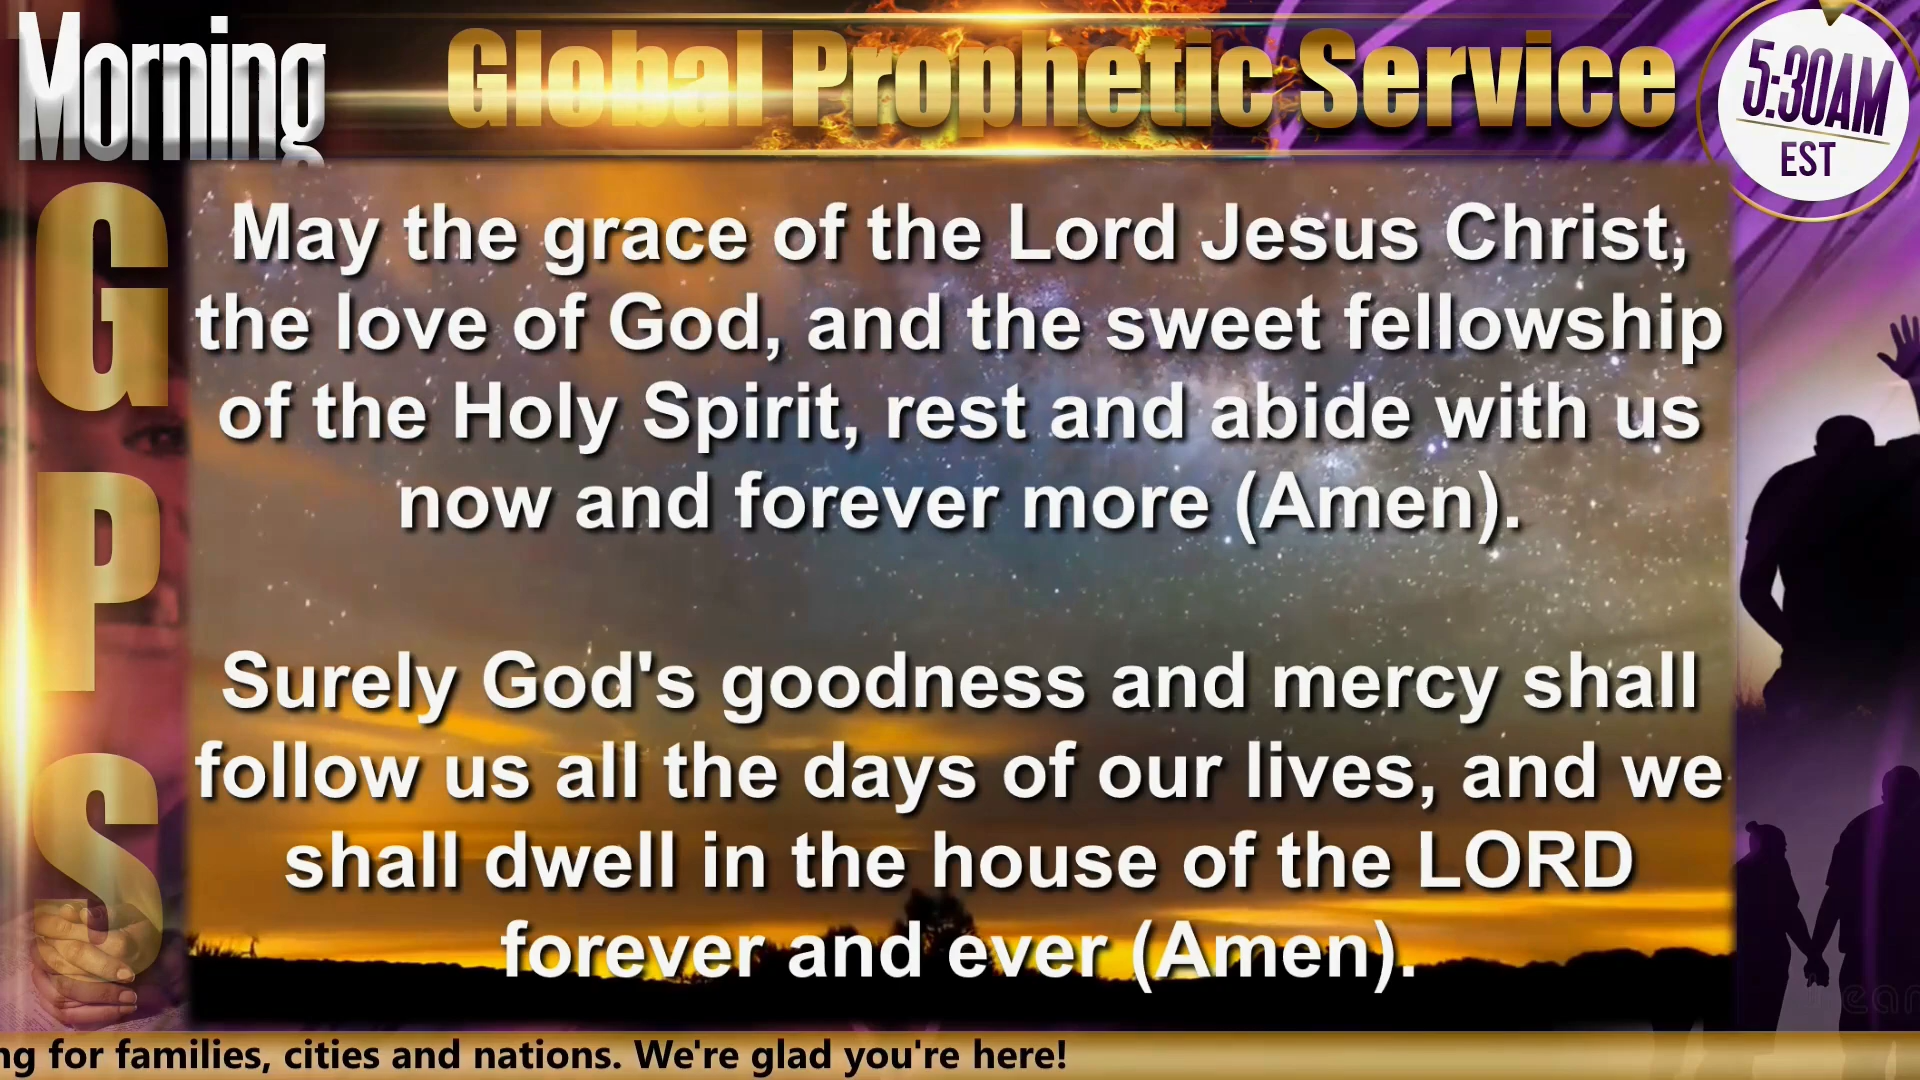 Morning
Global Prophetic Service
5:30AM
EST
G
P
S
May the grace of the Lord Jesus Christ,
the love of God, and the sweet fellowship
of the Holy Spirit, rest and abide with us
now and forever more (Amen).
Surely God's goodness and mercy shall
follow us all the days of our lives, and we
shall dwell in the house of the LORD
forever and ever (Amen).
ng for families, cities and nations. We're glad you're here!